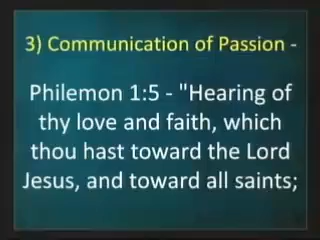 3) Communication of Passion -
Philemon 1:5 - "Hearing of
thy love and faith, which
thou hast toward the Lord
Jesus, and toward all saints;